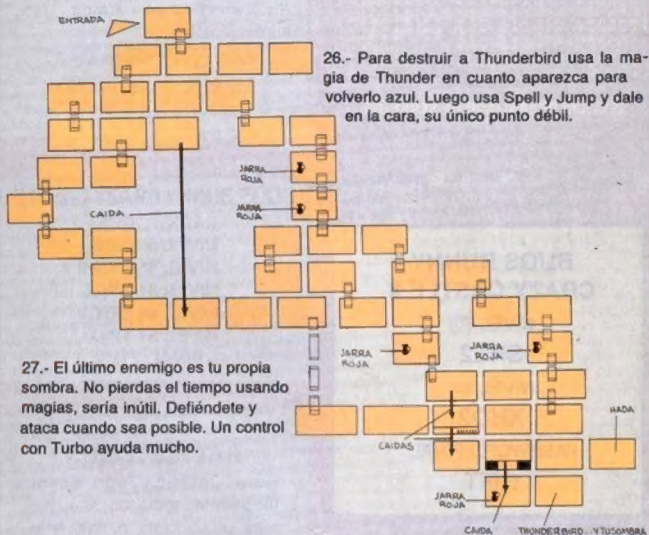 ENTRADA
26.- Para destruir a Thunderbird usa la ma-
gia de Thunder en cuanto aparezca para
volverlo azul. Luego usa Spell y Jump y dale
en la cara, su único punto débil.
JARRA
ROJA
JARRA
ROJA
CAIDA
27.- El último enemigo es tu propia
sombra. No pierdas el tiempo usando
magias, sería inútil. Defiéndete y
ataca cuando sea posible. Un control
con Turbo ayuda mucho.
JARRA
ROJA
JARRA
ROJA
CAIDAS
HADA
JARRA
ROJA
CAIDA
THUNDERBIRD... Y TU SOMBRA